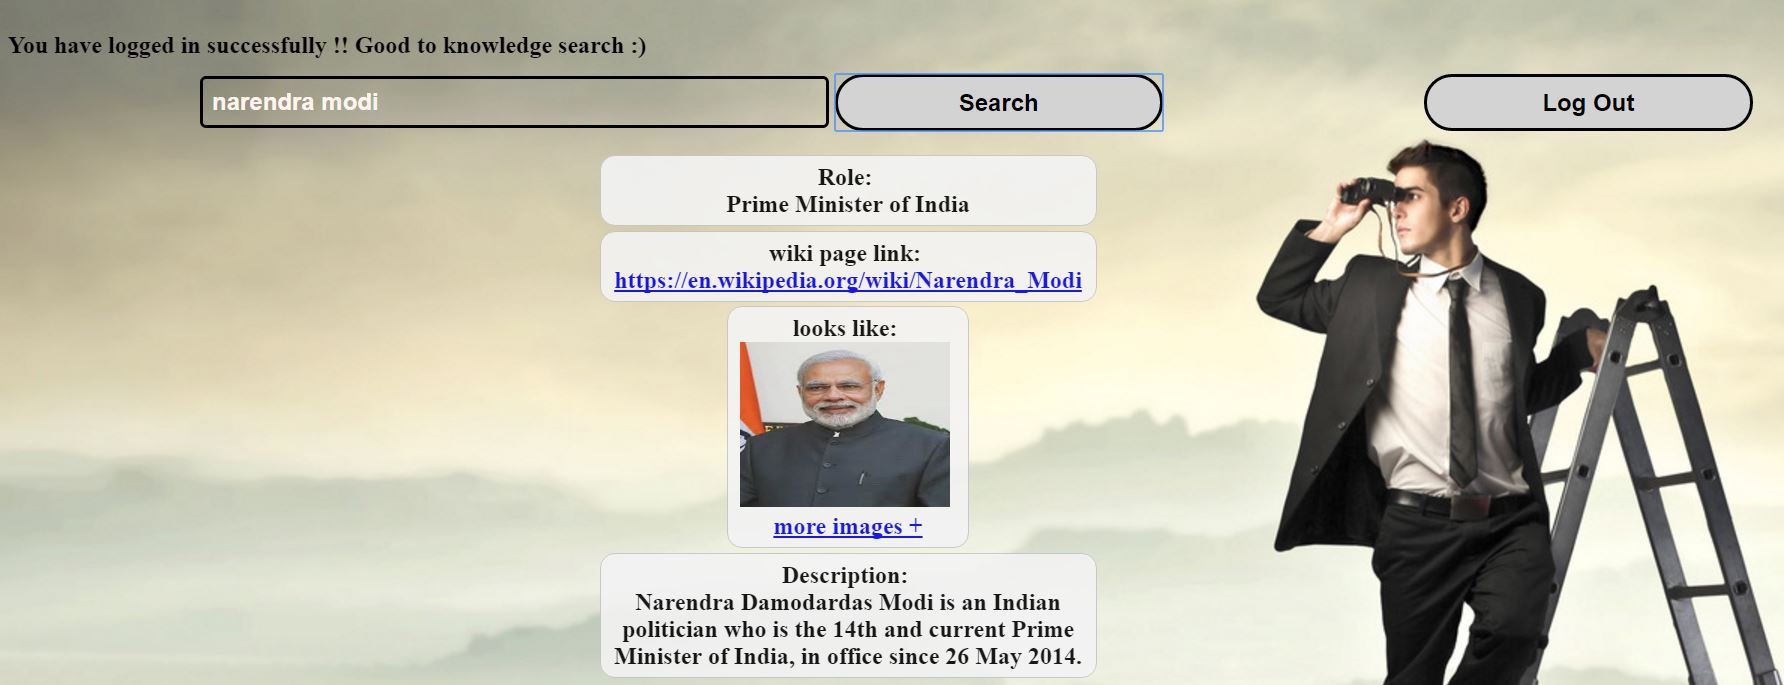 You have logged in successfully !! Good to knowledge search :)
narendra modi
Search
Log Out
Role:
Prime Minister of India
wiki page link:
https://en.wikipedia.org/wiki/Narendra_Modi
looks like:
more images +
Description:
Narendra Damodardas Modi is an Indian
politician who is the 14th and current Prime
Minister of India, in office since 26 May 2014.